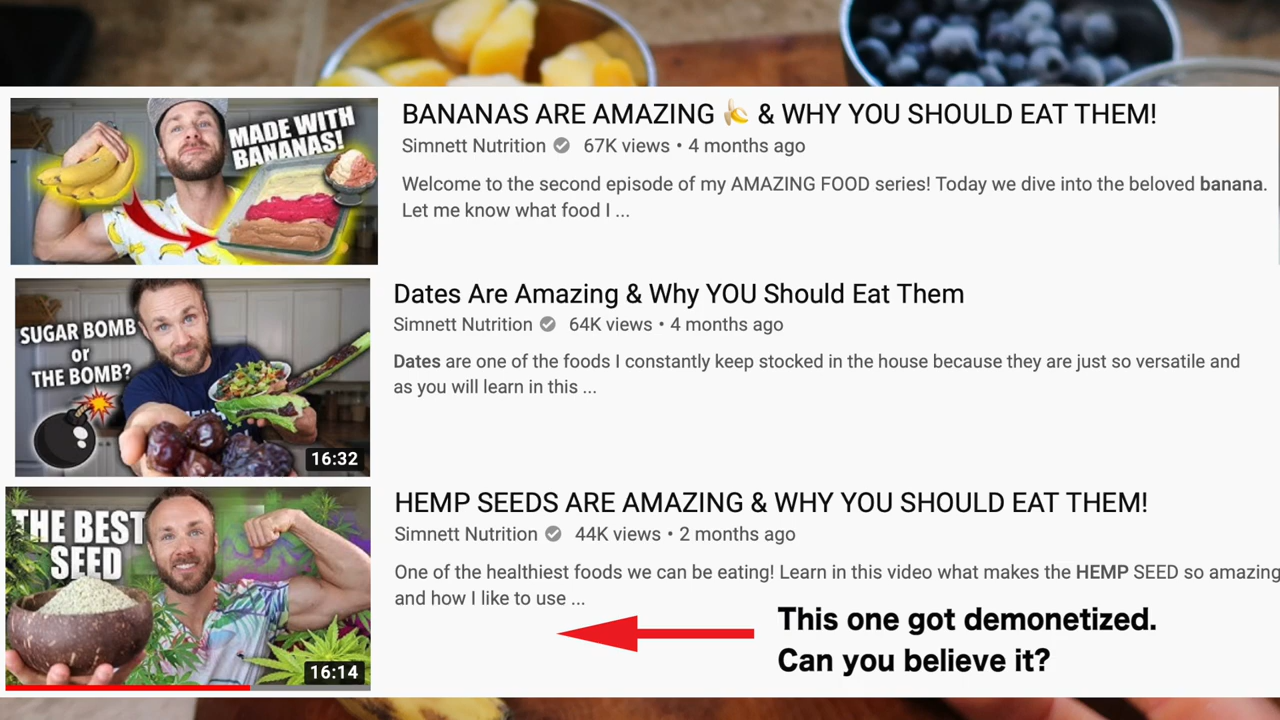 MADE WITH
BANANAS!
BANANAS ARE AMAZING 🍌 & WHY YOU SHOULD EAT THEM!
Simnett Nutrition 67K views • 4 months ago
Welcome to the second episode of my AMAZING FOOD series! Today we dive into the beloved banana.
Let me know what food I ...
SUGAR BOMB
or
THE BOMB?
16:32
Dates Are Amazing & Why YOU Should Eat Them
Simnett Nutrition 64K views • 4 months ago
Dates are one of the foods I constantly keep stocked in the house because they are just so versatile and
as you will learn in this ...
THE BEST
SEED
16:14
HEMP SEEDS ARE AMAZING & WHY YOU SHOULD EAT THEM!
Simnett Nutrition 44K views • 2 months ago
One of the healthiest foods we can be eating! Learn in this video what makes the HEMP SEED so amazing
and how I like to use ...
This one got demonetized.
Can you believe it?